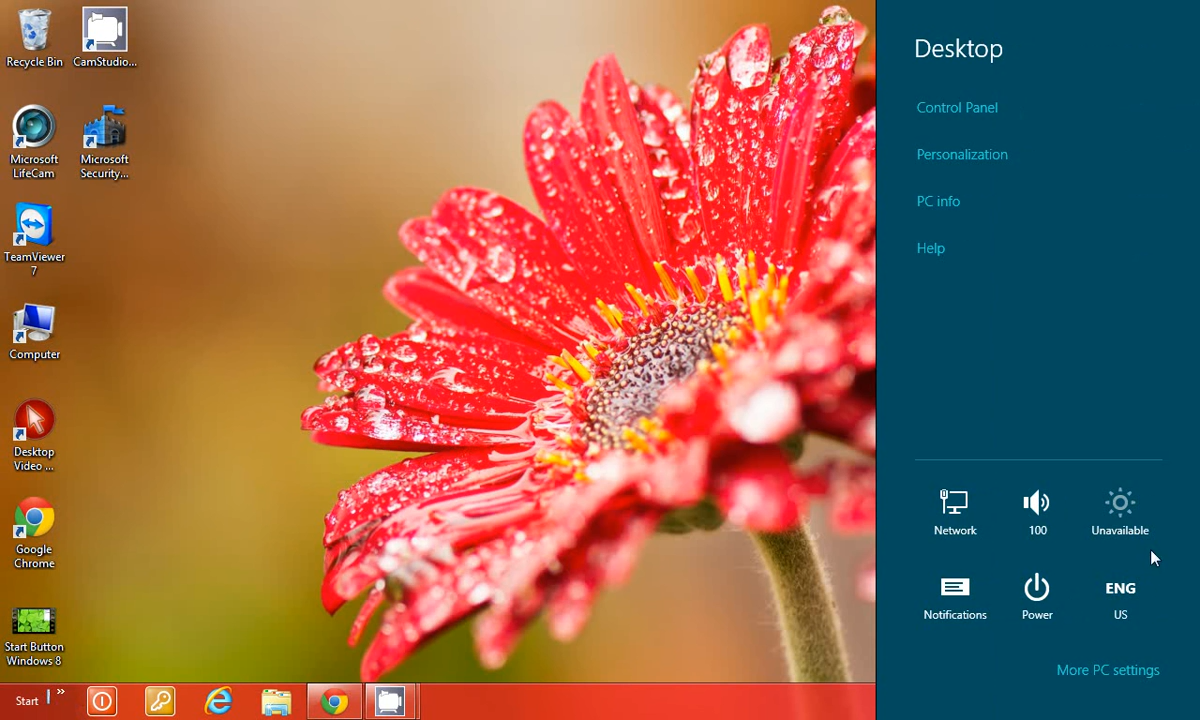 Recycle Bin
CamStudio...
Microsoft
LifeCam
Microsoft
Security...
TeamViewer
7
Computer
Desktop
Video ...
Google
Chrome
Start Button
Windows 8
Start
»
Desktop
Control Panel
Personalization
PC info
Help
Network
100
Unavailable
Notifications
Power
ENG
US
More PC settings